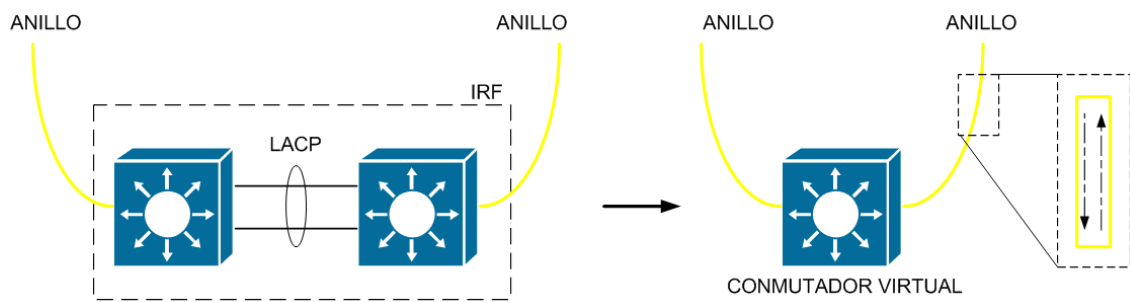 ANILLO
ANILLO
IRF
LACP
ANILLO
ANILLO
CONMUTADOR VIRTUAL